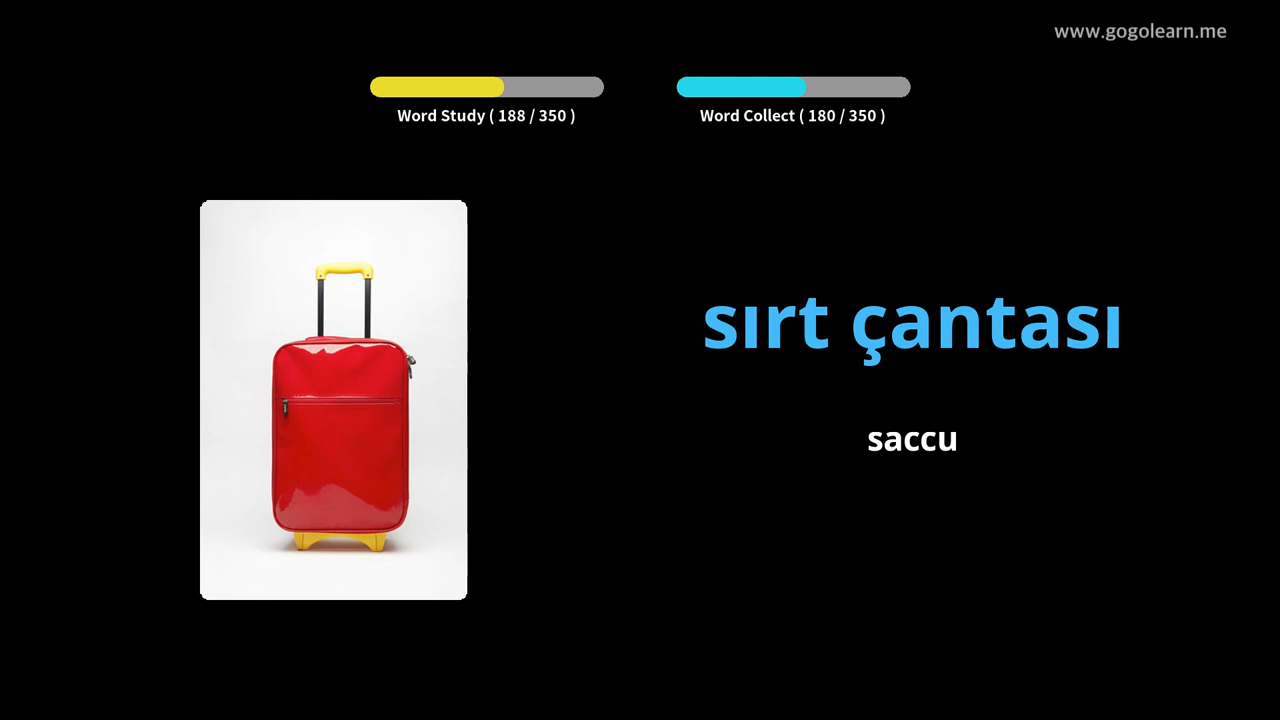 www.gogolearn.me
Word Study ( 188 / 350 )
Word Collect ( 180 / 350 )
sırt çantası
saccu